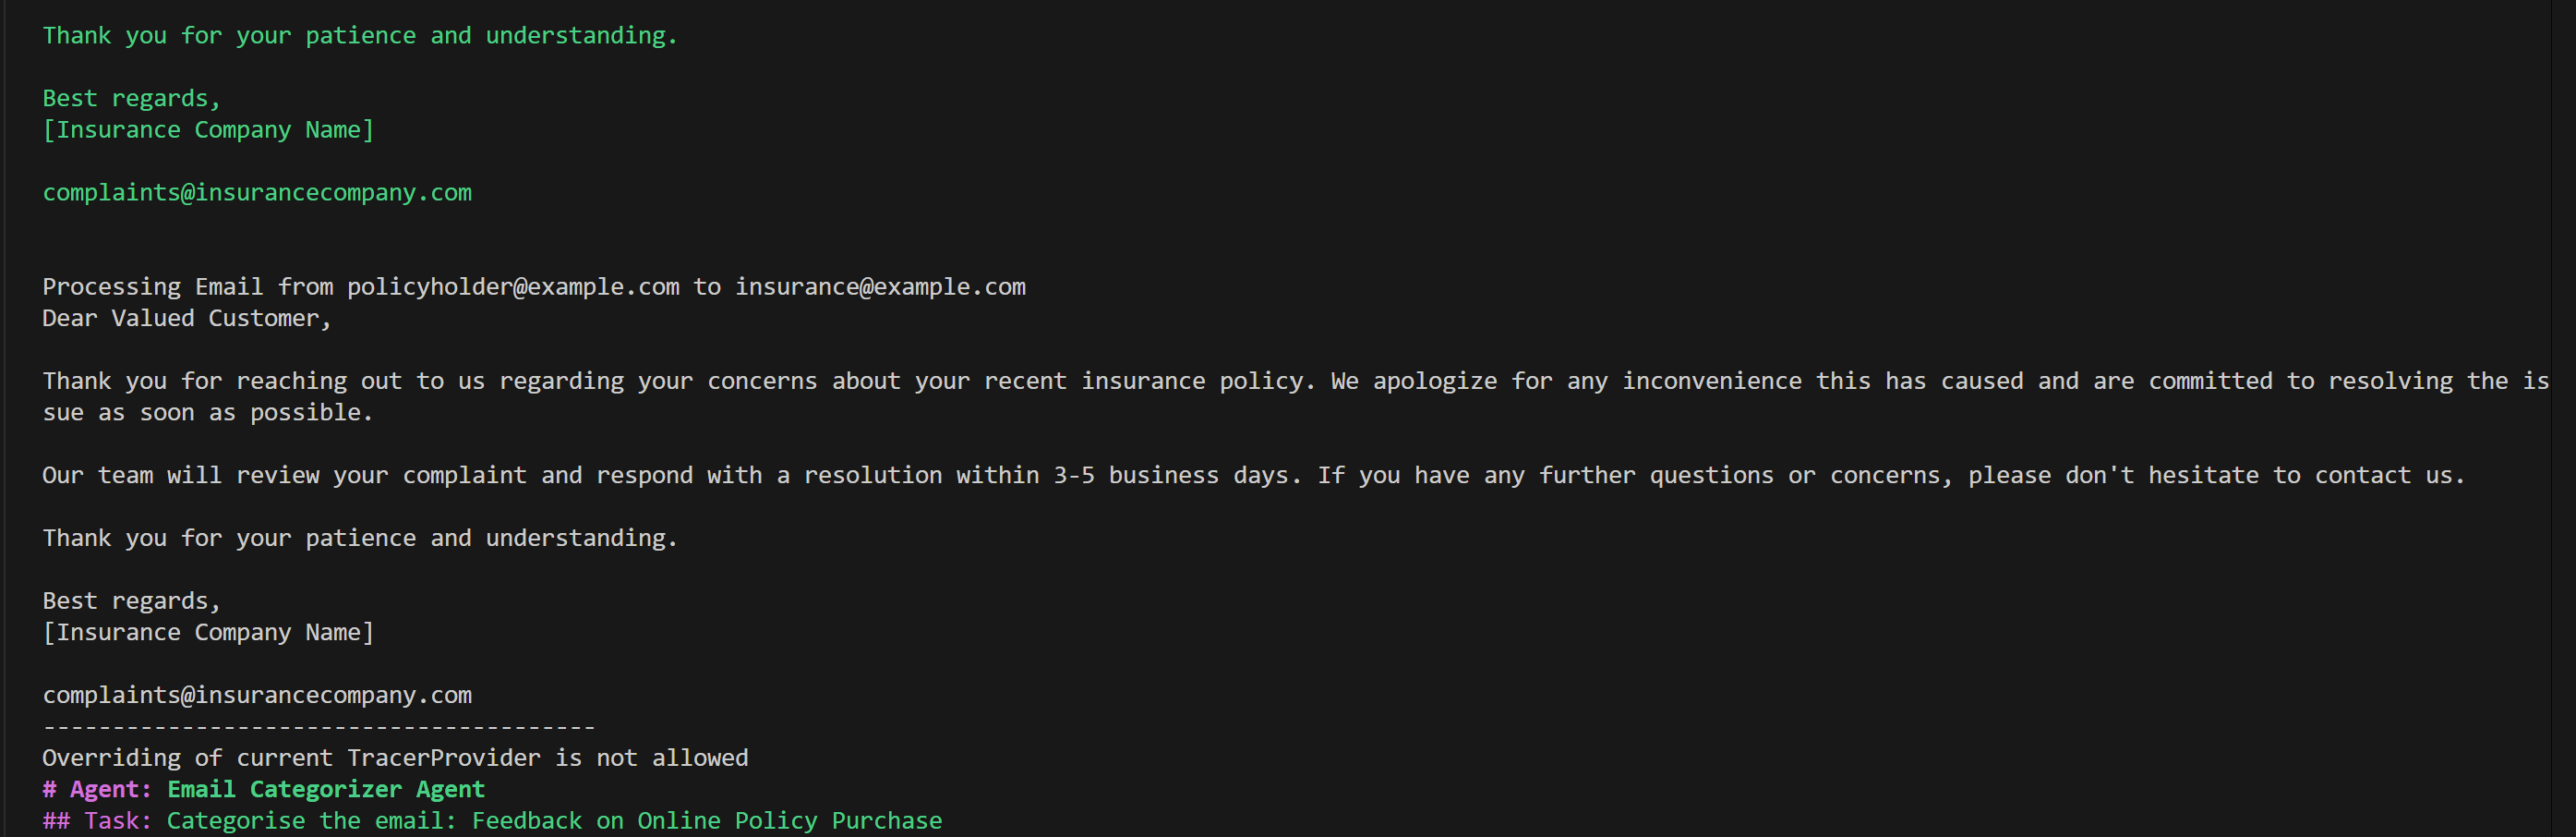 Thank you for your patience and understanding.
Best regards,
[Insurance Company Name]
complaints@insurancecompany.com
Processing Email from policyholder@example.com to insurance@example.com
Dear Valued Customer,
Thank you for reaching out to us regarding your concerns about your recent insurance policy. We apologize for any inconvenience this has caused and are committed to resolving the is
sue as soon as possible.
Our team will review your complaint and respond with a resolution within 3-5 business days. If you have any further questions or concerns, please don't hesitate to contact us.
Thank you for your patience and understanding.
Best regards,
[Insurance Company Name]
complaints@insurancecompany.com
----------------------------------------
Overriding of current TracerProvider is not allowed
# Agent: Email Categorizer Agent
## Task: Categorise the email: Feedback on Online Policy Purchase